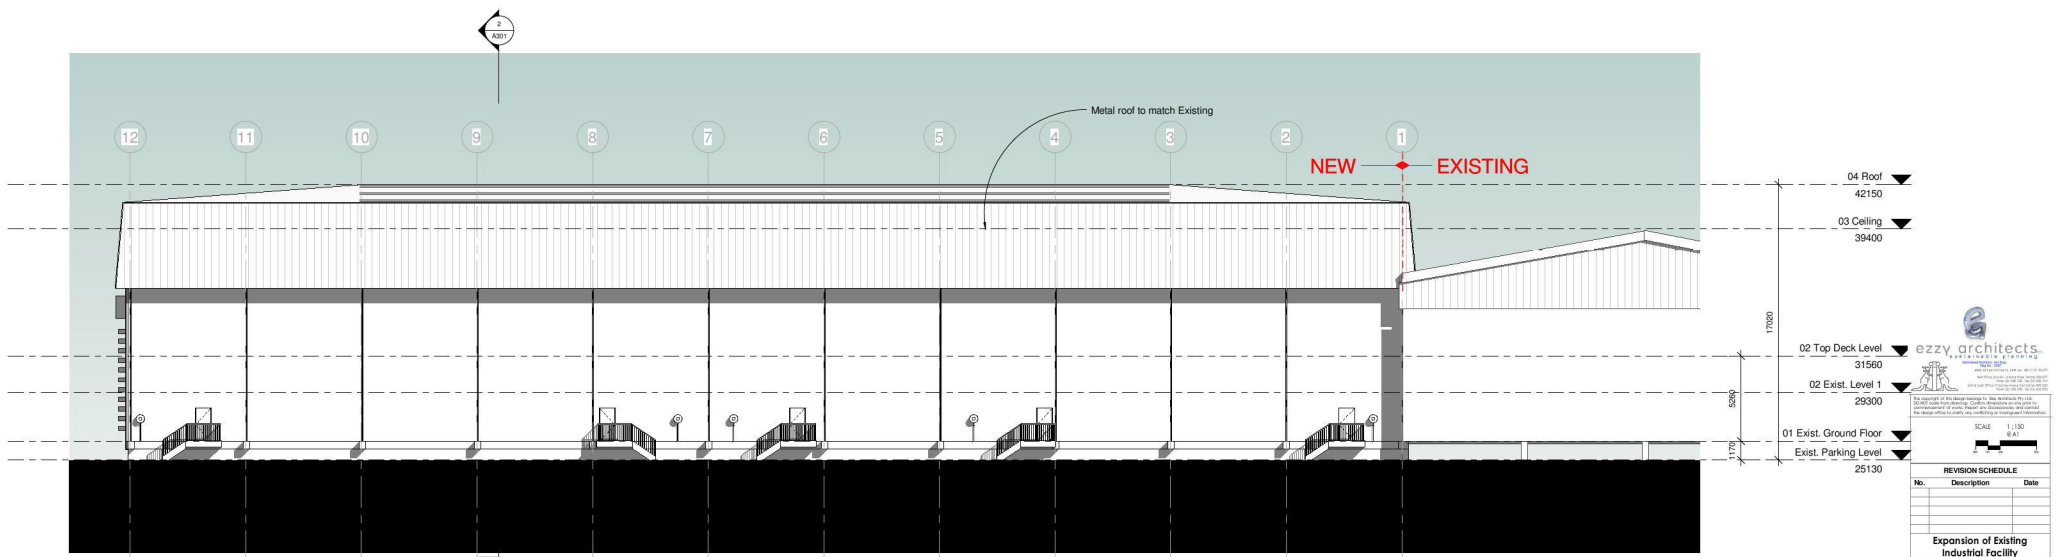 2
A301
Metal roof to match Existing
12
11
10
9
8
7
6
5
4
3
2
1
NEW
EXISTING
04 Roof
42150
03 Ceiling
39400
17020
02 Top Deck Level
31560
5260
02 Exist. Level 1
29300
01 Exist. Ground Floor
1170
Exist. Parking Level
25130
ezzy architects
sustainable planning
SCALE 1 : 150
@ A1
REVISION SCHEDULE
No. Description Date
Expansion of Existing
Industrial Facility